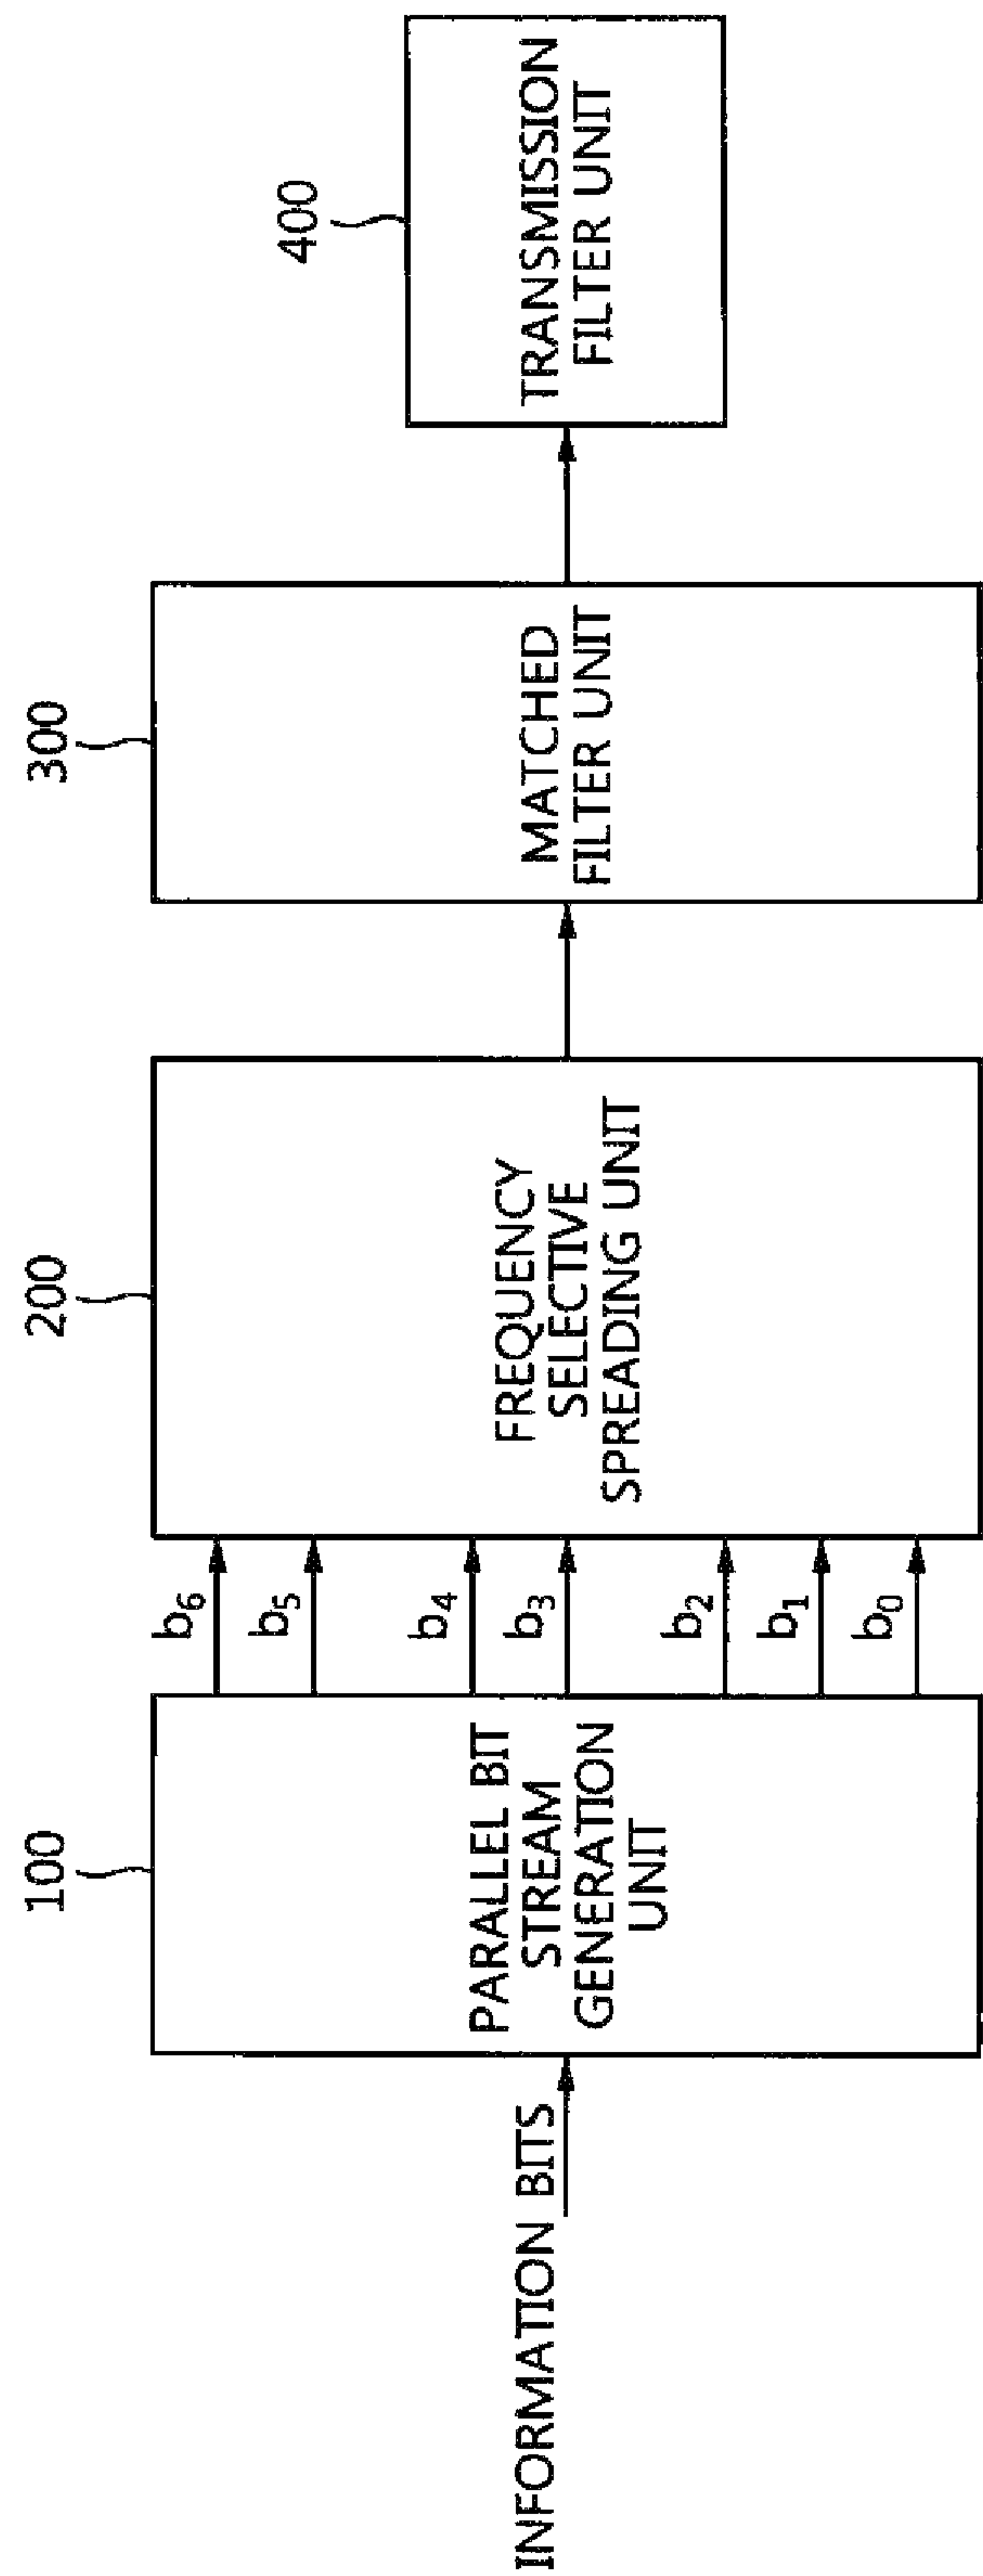 INFORMATION BITS
100
PARALLEL BIT
STREAM
GENERATION
UNIT
b6
b5
b4
b3
b2
b1
b0
200
FREQUENCY
SELECTIVE
SPREADING UNIT
300
MATCHED
FILTER UNIT
400
TRANSMISSION
FILTER UNIT